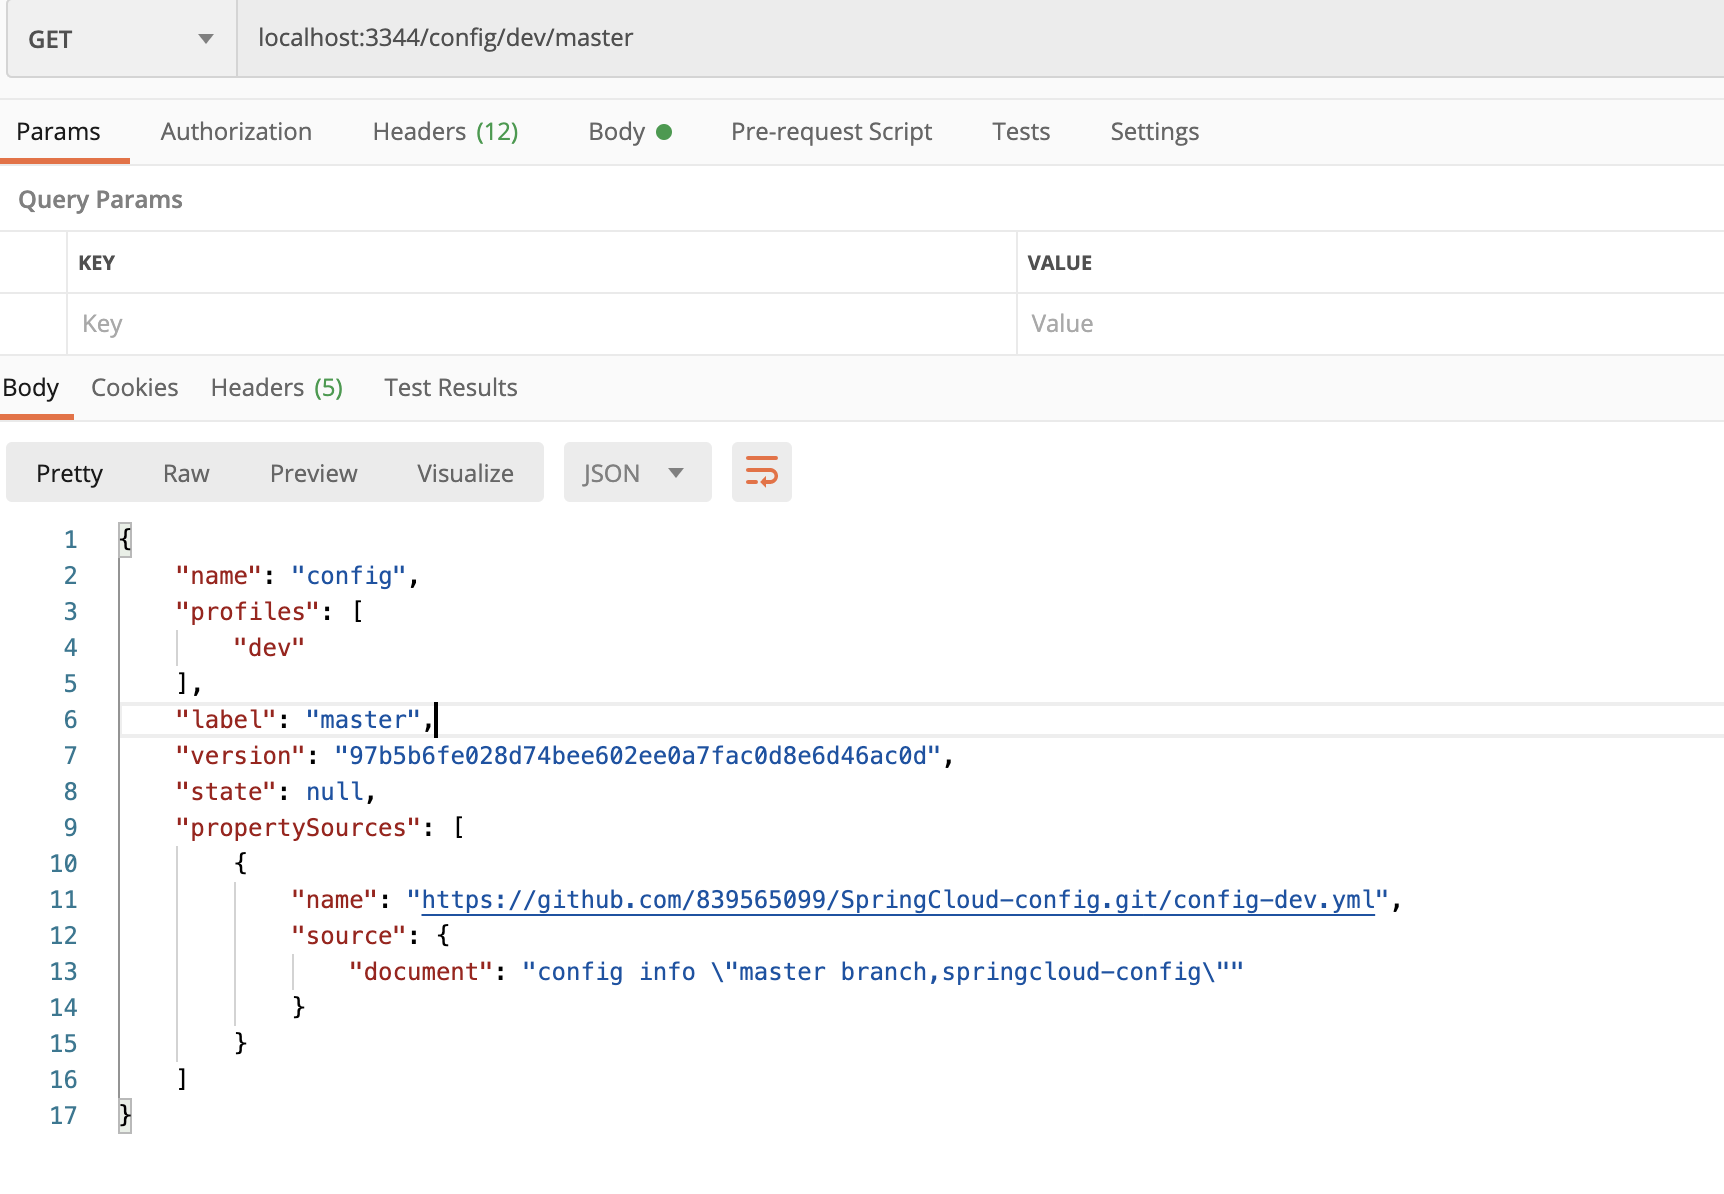 GET localhost:3344/config/dev/master
Params Authorization Headers (12) Body Pre-request Script Tests Settings
Query Params
KEY VALUE
Key Value
Body Cookies Headers (5) Test Results
Pretty Raw Preview Visualize JSON
1 {
2 "name": "config",
3 "profiles": [
4 "dev"
5 ],
6 "label": "master",
7 "version": "97b5b6fe028d74bee602ee0a7fac0d8e6d46ac0d",
8 "state": null,
9 "propertySources": [
10 {
11 "name": "https://github.com/839565099/SpringCloud-config.git/config-dev.yml",
12 "source": {
13 "document": "config info \"master branch,springcloud-config\""
14 }
15 }
16 ]
17 }